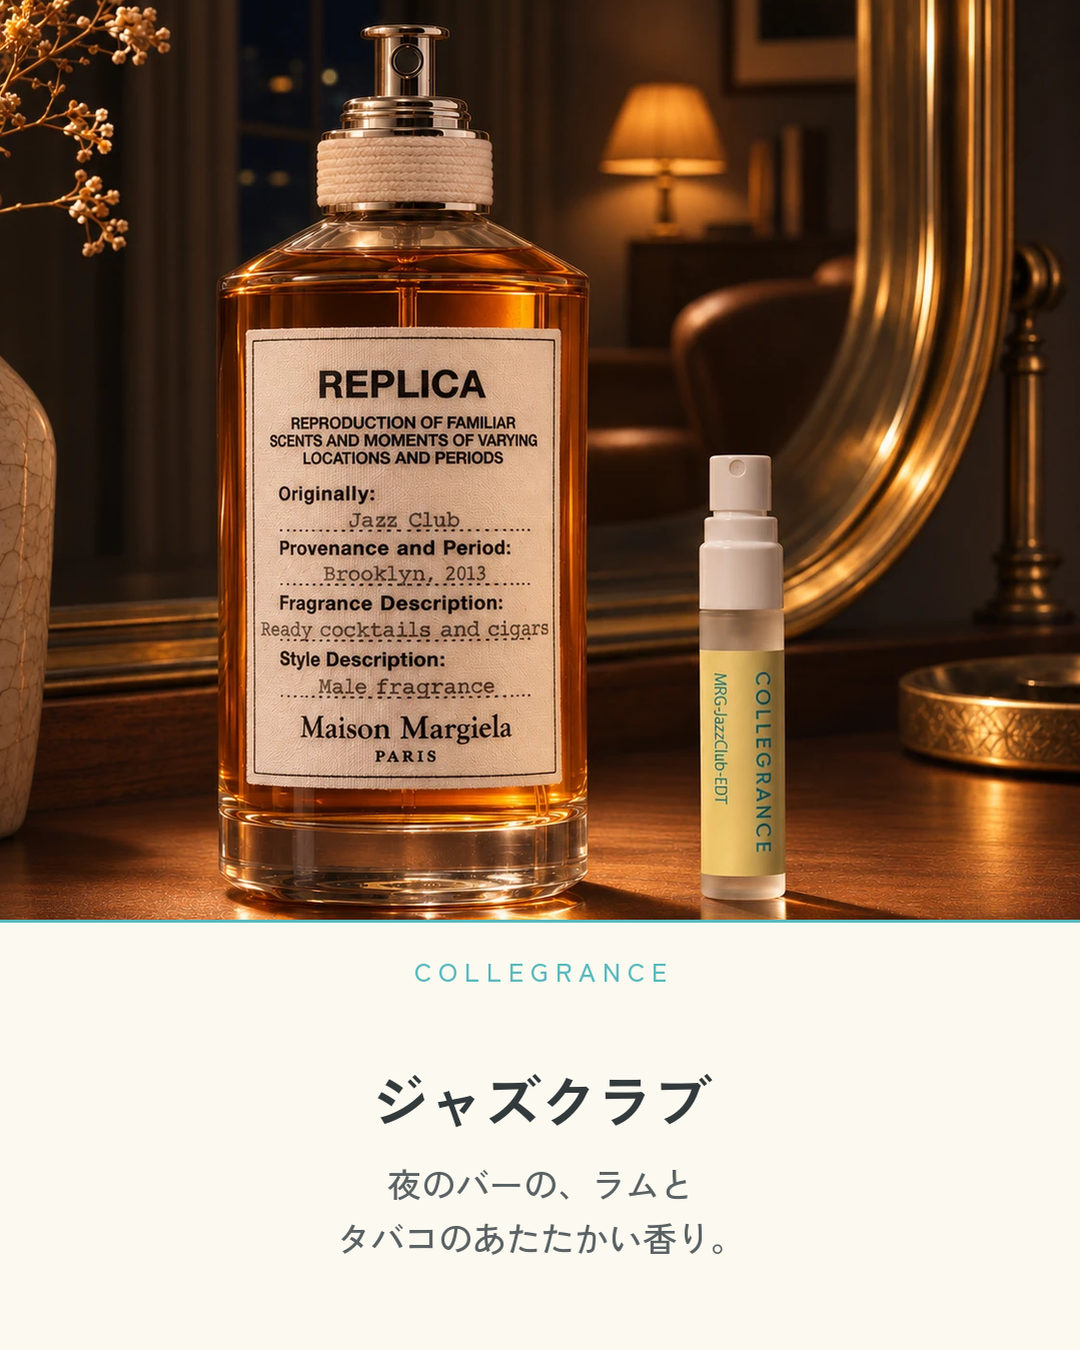 REPLICA
REPRODUCTION OF FAMILIAR
SCENTS AND MOMENTS OF VARYING
LOCATIONS AND PERIODS
Originally:
Jazz Club
Provenance and Period:
Brooklyn, 2013
Fragrance Description:
Ready cocktails and cigars
Style Description:
Male fragrance
Maison Margiela
PARIS
COLLEGRANCE
MRG-JazzClub-EDT
COLLEGRANCE
ジャズクラブ
夜のバーの、ラムと
タバコのあたたかい香り。